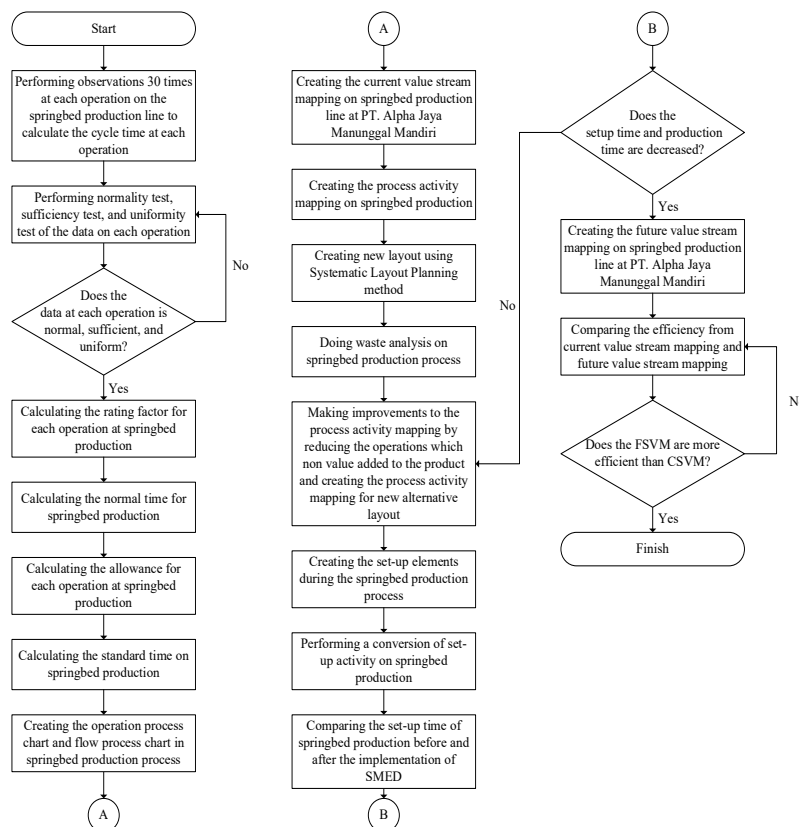 Start
Performing observations 30 times
at each operation on the
springbed production line to
calculate the cycle time at each
operation
Performing normality test,
sufficiency test, and uniformity
test of the data on each operation
No
Does the
data at each operation is
normal, sufficient, and
uniform?
Yes
Calculating the rating factor for
each operation at springbed
production
Calculating the normal time for
springbed production
Calculating the allowance for
each operation at springbed
production
Calculating the standard time on
springbed production
Creating the operation process
chart and flow process chart in
springbed production process
A
A
Creating the current value stream
mapping on springbed production
line at PT. Alpha Jaya
Manunggal Mandiri
Creating the process activity
mapping on springbed production
Creating new layout using
Systematic Layout Planning
method
Doing waste analysis on
springbed production process
Making improvements to the
process activity mapping by
reducing the operations which
non value added to the product
and creating the process activity
mapping for new alternative
layout
Creating the set-up elements
during the springbed production
process
Performing a conversion of set-
up activity on springbed
production
Comparing the set-up time of
springbed production before and
after the implementation of
SMED
B
B
Does the
setup time and production
time are decreased?
No
Yes
Creating the future value stream
mapping on springbed production
line at PT. Alpha Jaya
Manunggal Mandiri
Comparing the efficiency from
current value stream mapping and
future value stream mapping
N
Does the FSVM are more
efficient than CSVM?
Yes
Finish